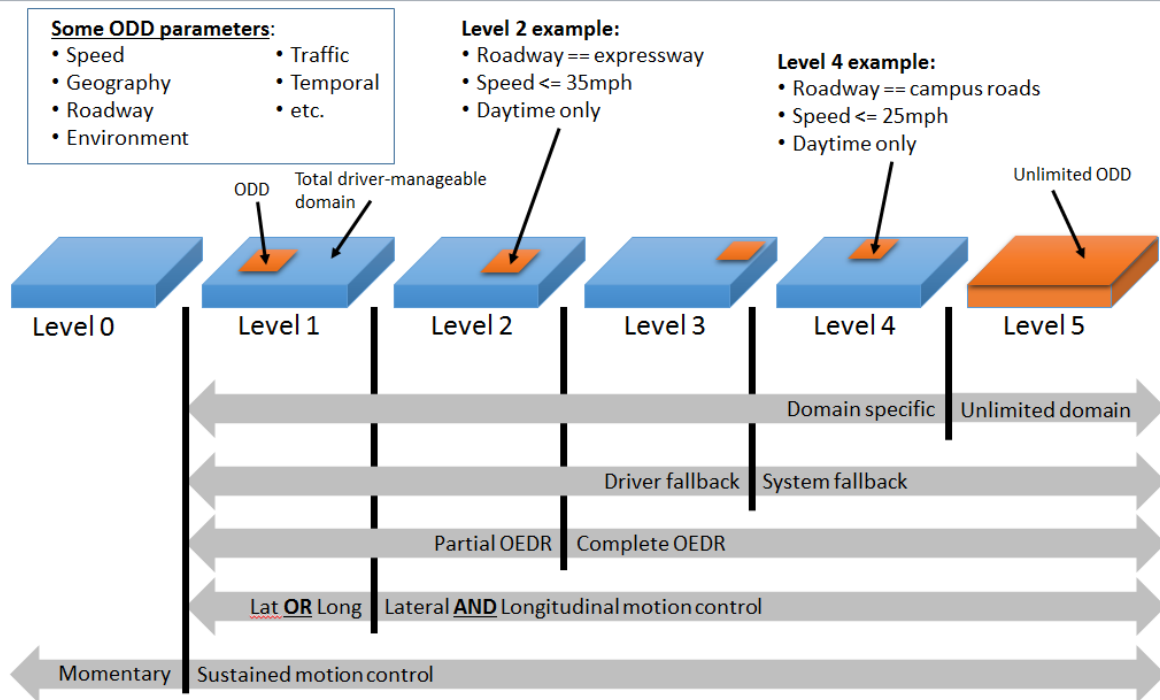 Some ODD parameters:
• Speed
• Geography
• Roadway
• Environment
• Traffic
• Temporal
• etc.
Level 2 example:
• Roadway == expressway
• Speed <= 35mph
• Daytime only
Level 4 example:
• Roadway == campus roads
• Speed <= 25mph
• Daytime only
ODD
Total driver-manageable
domain
Unlimited ODD
Level 0
Level 1
Level 2
Level 3
Level 4
Level 5
Domain specific
Unlimited domain
Driver fallback
System fallback
Partial OEDR
Complete OEDR
Lat OR Long
Lateral AND Longitudinal motion control
Momentary
Sustained motion control